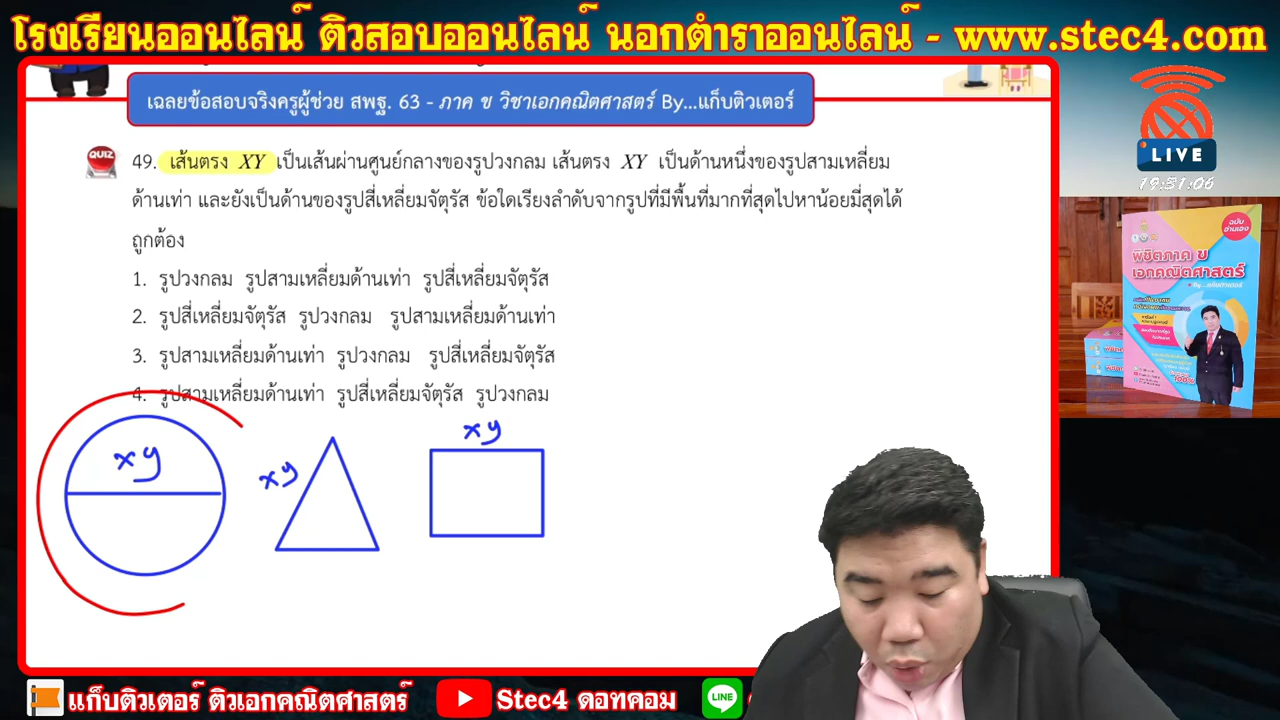 โรงเรียนออนไลน์ ติวสอบออนไลน์ นอกตำราออนไลน์ - www.stec4.com
เฉลยข้อสอบจริงครูผู้ช่วย สพฐ. 63 - ภาค ข วิชาเอกคณิตศาสตร์ By...แก็บติวเตอร์
QUIZ
49. เส้นตรง XY เป็นเส้นผ่านศูนย์กลางของรูปวงกลม เส้นตรง XY เป็นด้านหนึ่งของรูปสามเหลี่ยม
ด้านเท่า และยังเป็นด้านของรูปสี่เหลี่ยมจัตุรัส ข้อใดเรียงลำดับจากรูปที่มีพื้นที่มากที่สุดไปหาน้อยมี่สุดได้
ถูกต้อง
1. รูปวงกลม รูปสามเหลี่ยมด้านเท่า รูปสี่เหลี่ยมจัตุรัส
2. รูปสี่เหลี่ยมจัตุรัส รูปวงกลม รูปสามเหลี่ยมด้านเท่า
3. รูปสามเหลี่ยมด้านเท่า รูปวงกลม รูปสี่เหลี่ยมจัตุรัส
4. รูปสามเหลี่ยมด้านเท่า รูปสี่เหลี่ยมจัตุรัส รูปวงกลม
xy
xy
xy
LIVE
19:31:06
ฉบับ
อ่านเอง
พิชิตภาค ข
เอกคณิตศาสตร์
แก็บติวเตอร์ ติวเอกคณิตศาสตร์
Stec4 ดอทคอม
LINE